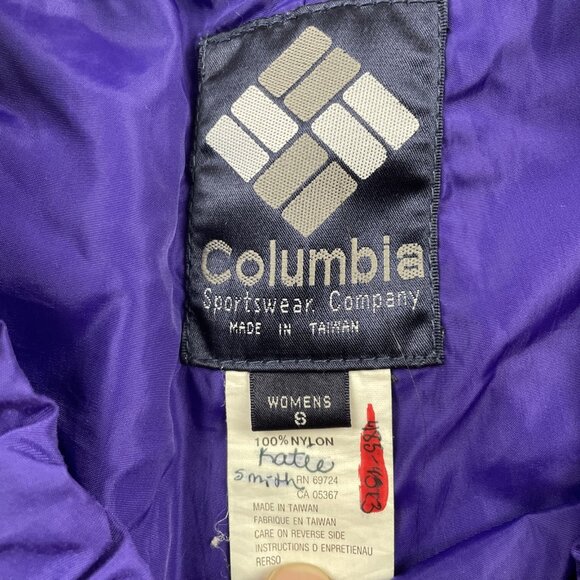 Columbia
Sportswear Company
MADE IN TAIWAN
WOMENS
S
100% NYLON
Katee
Smith
RN 69724
CA 05367
MADE IN TAIWAN
FABRIQUE EN TAIWAN
CARE ON REVERSE SIDE
INSTRUCTIONS D ENPRETIENAU
RERSO